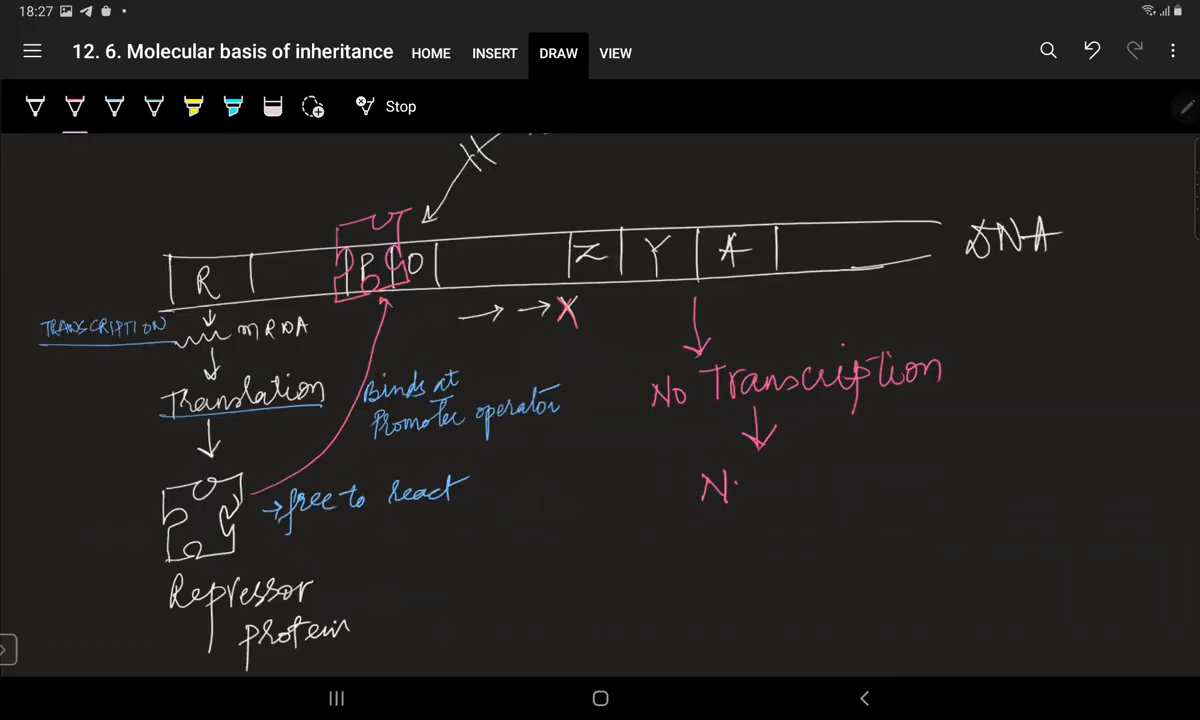 18:27
12. 6. Molecular basis of inheritance HOME INSERT DRAW VIEW
Stop
R P O Z Y A DNA
X
TRANSCRIPTION
mRNA
Translation
Binds at
Promoter operator
No Transcription
N
free to react
Repressor
protein